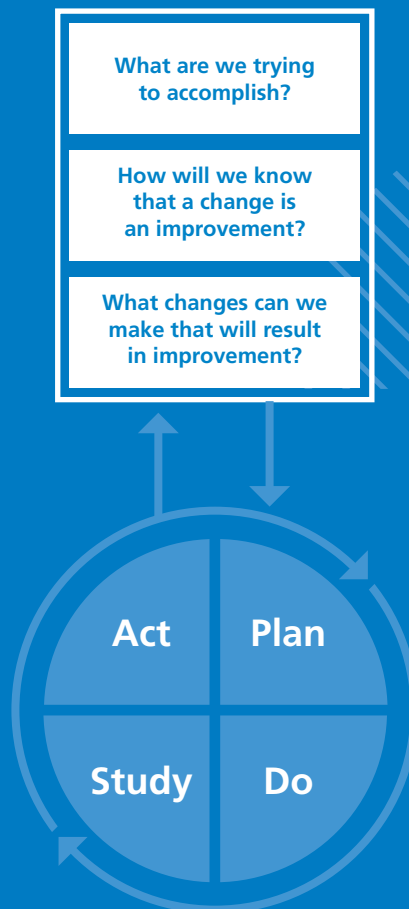 What are we trying
to accomplish?
How will we know
that a change is
an improvement?
What changes can we
make that will result
in improvement?
Act
Plan
Study
Do